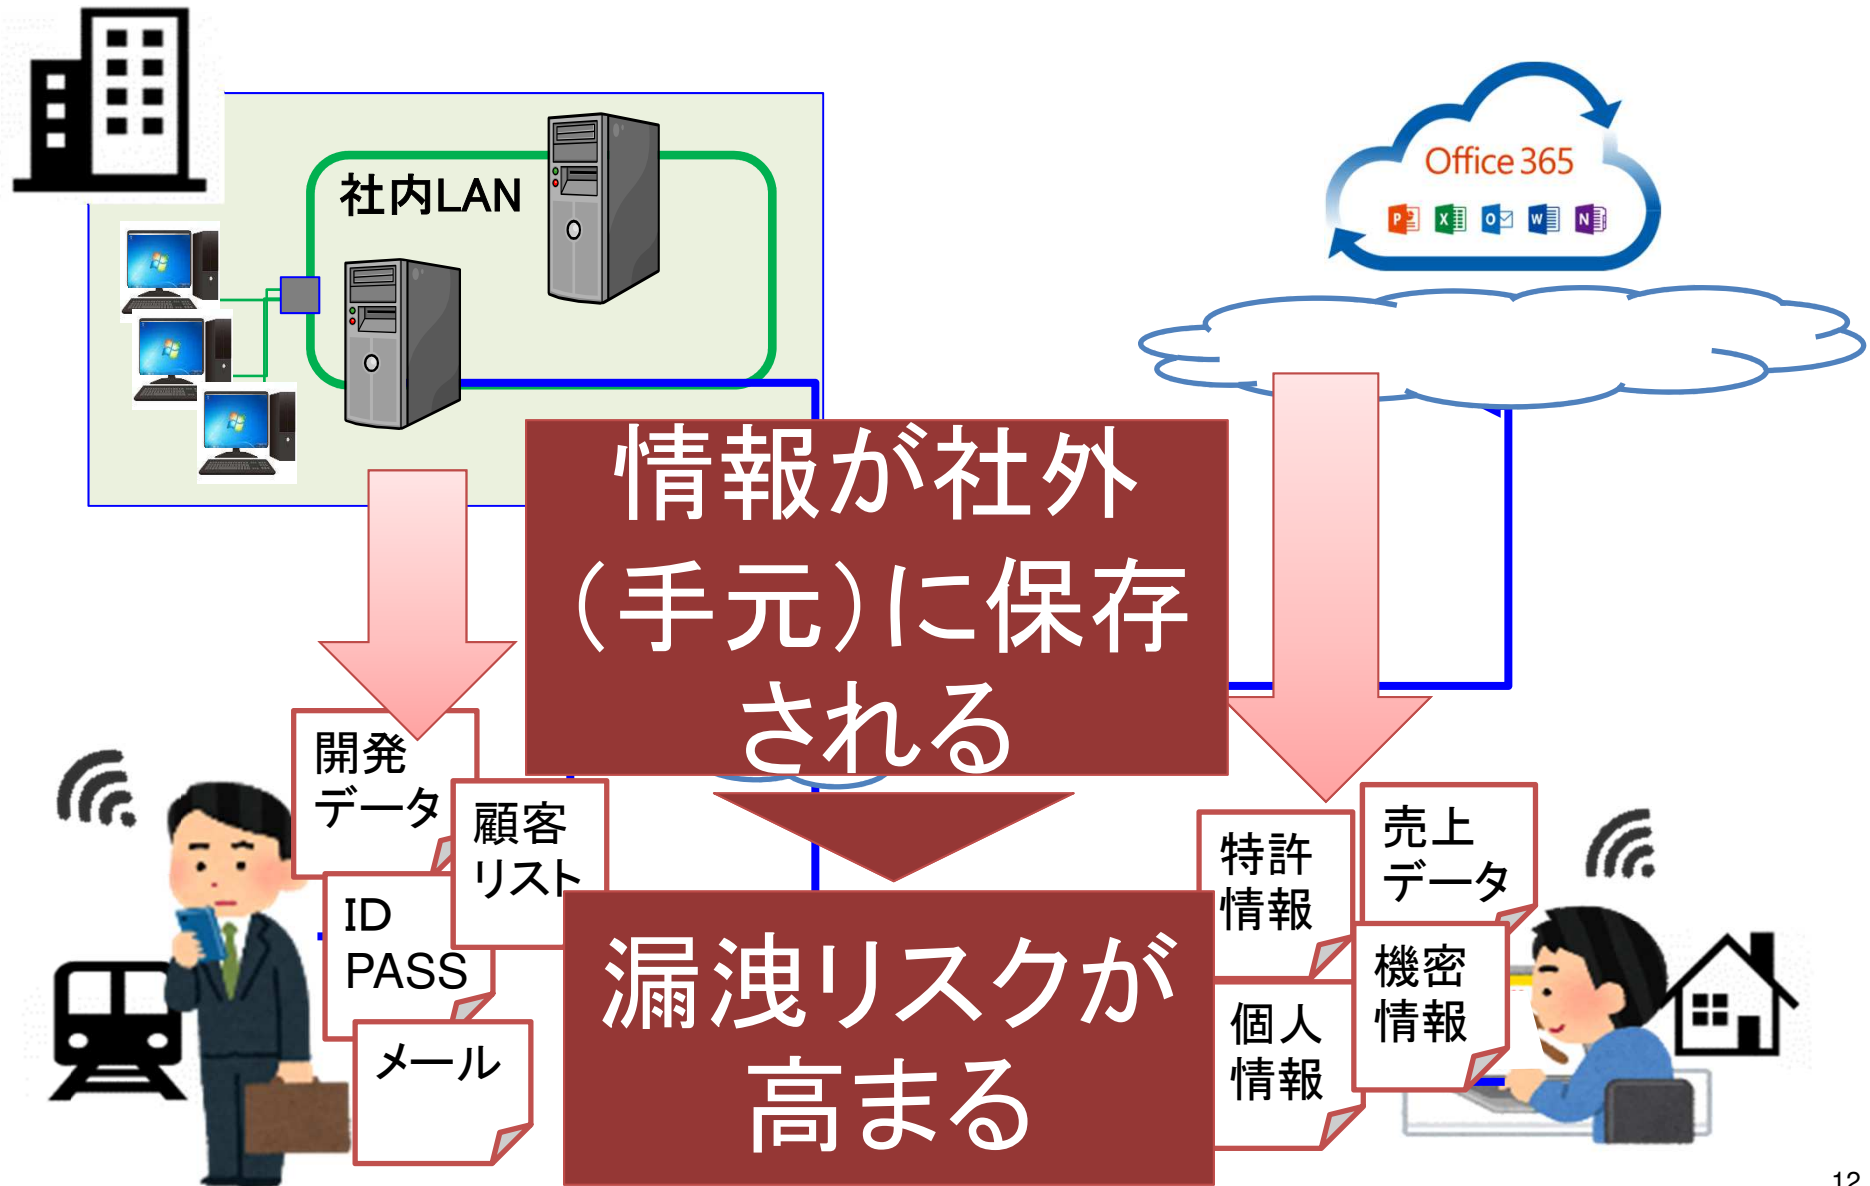 社内LAN
Office 365
P
X
O
W
N
情報が社外
（手元）に保存
される
開発
データ
顧客
リスト
ID
PASS
メール
特許
情報
売上
データ
個人
情報
機密
情報
漏洩リスクが
高まる
12